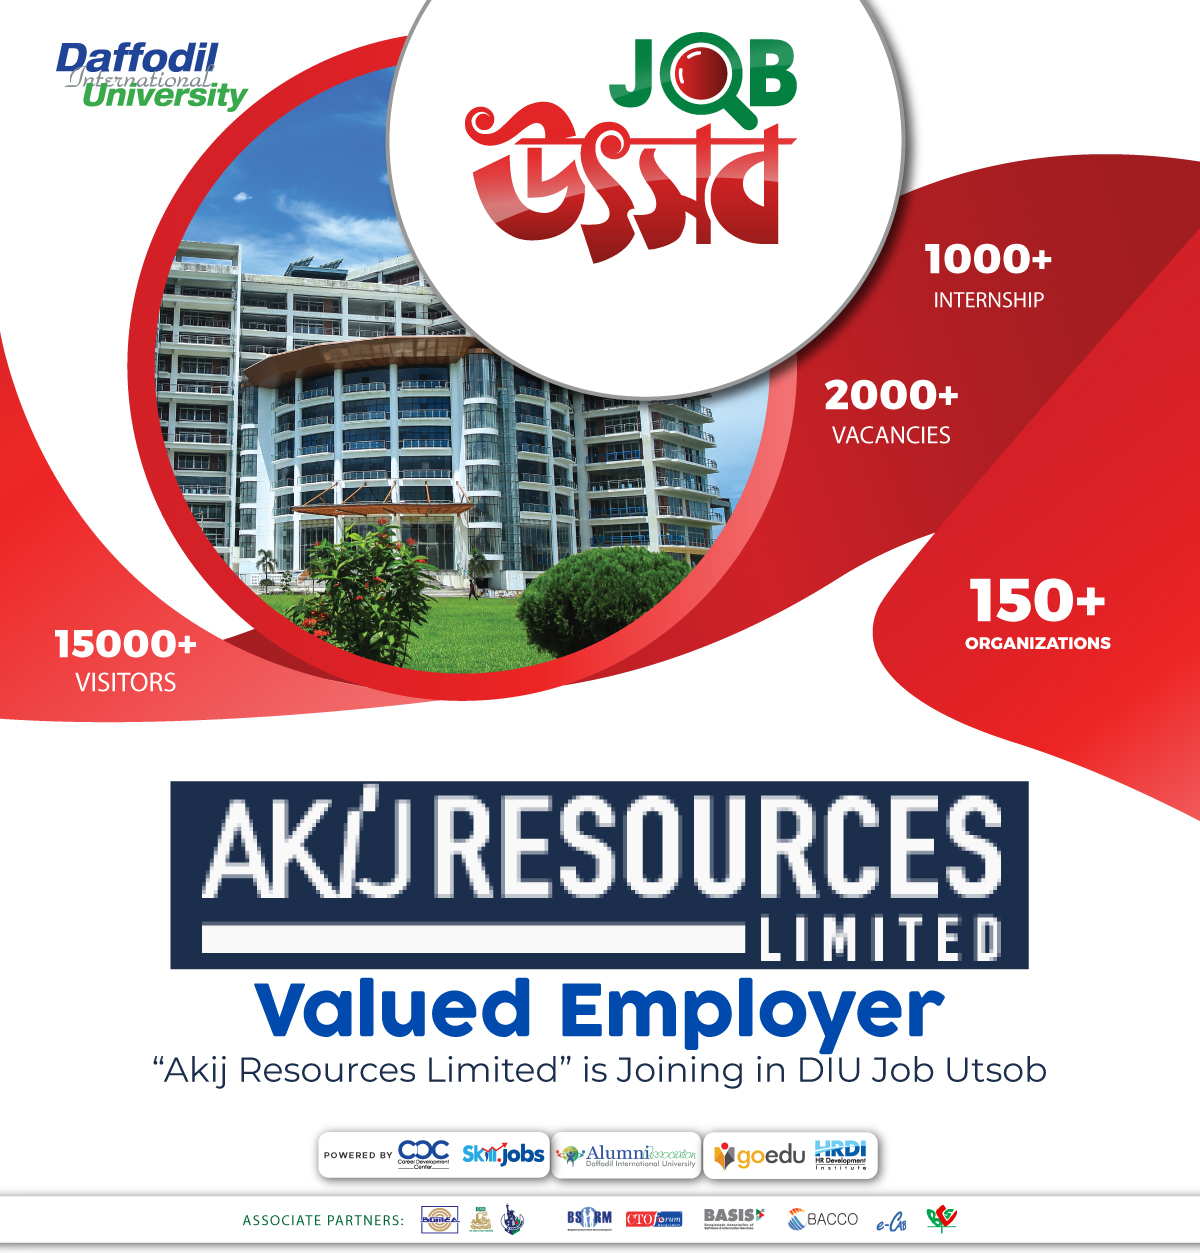 Daffodil
International
University
JOB
উৎসব
1000+
INTERNSHIP
2000+
VACANCIES
150+
ORGANIZATIONS
15000+
VISITORS
AKIJ RESOURCES
LIMITED
Valued Employer
“Akij Resources Limited” is Joining in DIU Job Utsob
POWERED BY
CDC
Career Development
Center
Skill.jobs
Alumni Association
Daffodil International University
goedu
HRDI
HR Development
Institute
ASSOCIATE PARTNERS:
BSHRM
CTO forum
BASIS
BACCO
e-CAB